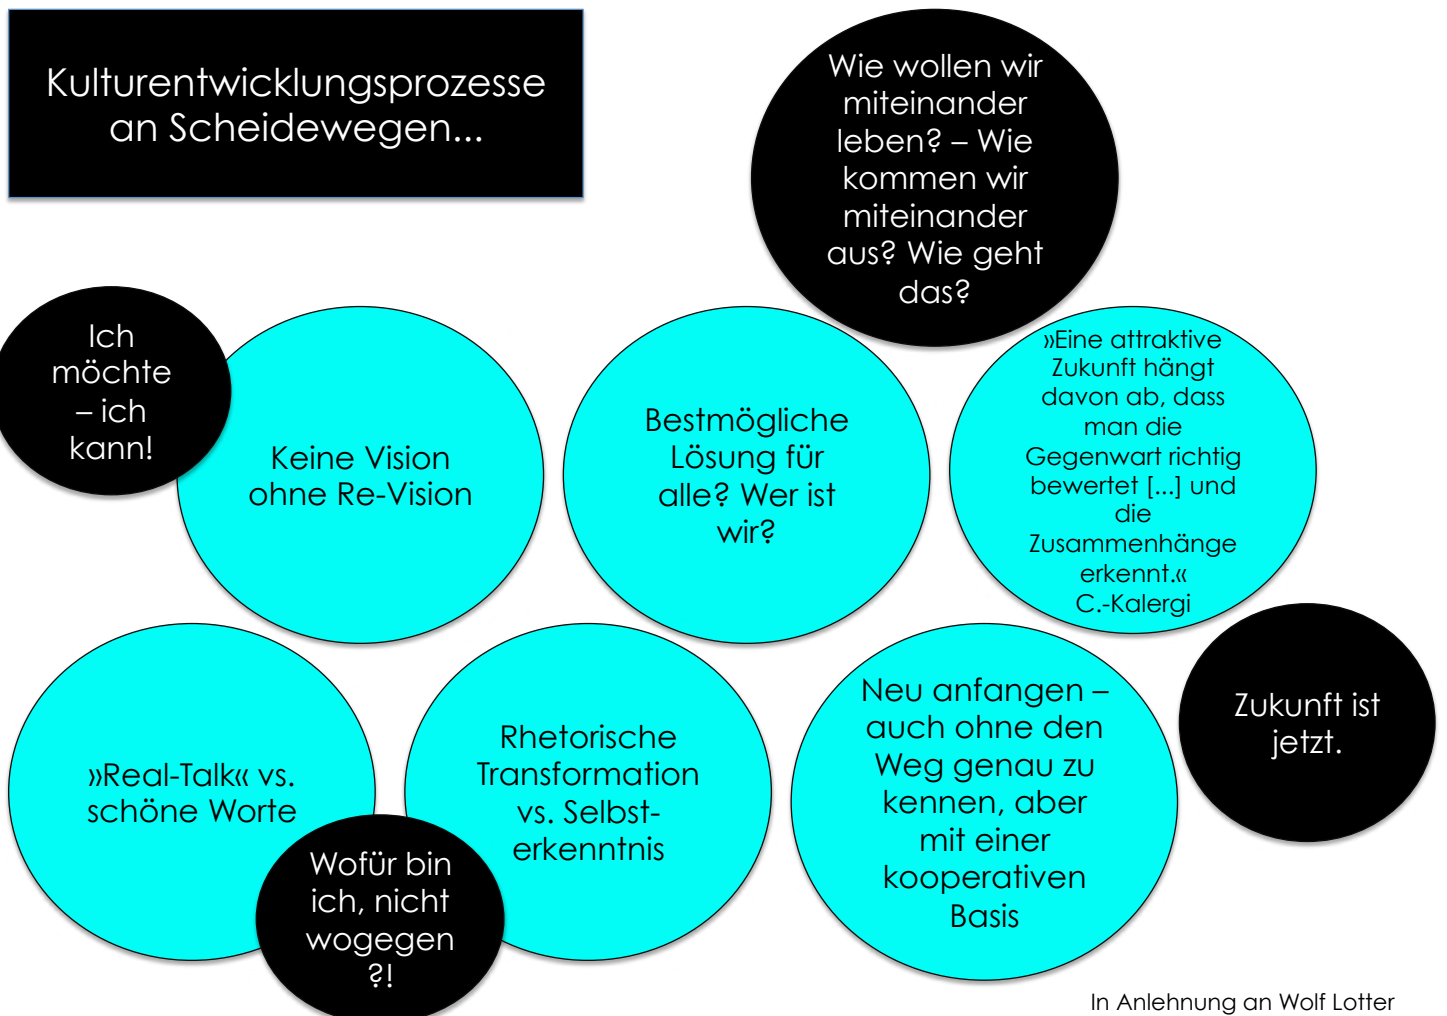 Kulturentwicklungsprozesse
an Scheidewegen...
Wie wollen wir
miteinander
leben? – Wie
kommen wir
miteinander
aus? Wie geht
das?
Ich
möchte
– ich
kann!
Keine Vision
ohne Re-Vision
Bestmögliche
Lösung für
alle? Wer ist
wir?
»Eine attraktive
Zukunft hängt
davon ab, dass
man die
Gegenwart richtig
bewertet [...] und
die
Zusammenhänge
erkennt.«
C.-Kalergi
»Real-Talk« vs.
schöne Worte
Wofür bin
ich, nicht
wogegen
?!
Rhetorische
Transformation
vs. Selbst-
erkenntnis
Neu anfangen –
auch ohne den
Weg genau zu
kennen, aber
mit einer
kooperativen
Basis
Zukunft ist
jetzt.
In Anlehnung an Wolf Lotter